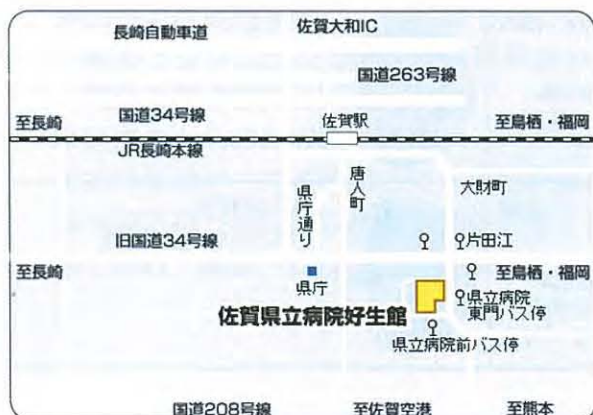 長崎自動車道
佐賀大和IC
国道263号線
国道34号線
至長崎
佐賀駅
至鳥栖・福岡
JR長崎本線
唐人町
県庁通り
大財町
旧国道34号線
片田江
至長崎
県庁
至鳥栖・福岡
県立病院
東門バス停
佐賀県立病院好生館
県立病院前バス停
国道208号線
至佐賀空港
至熊本